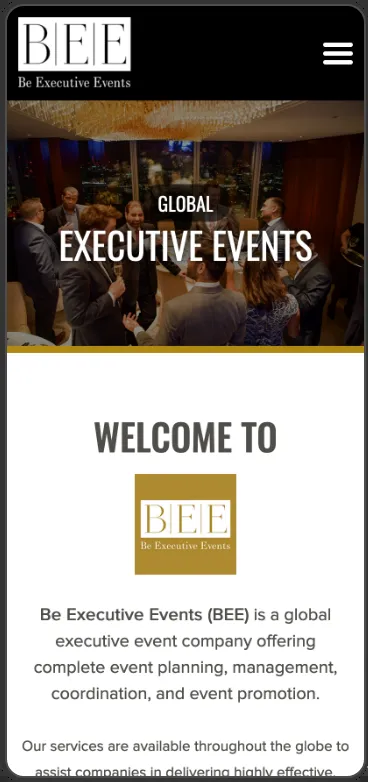 B|E|E
Be Executive Events
GLOBAL
EXECUTIVE EVENTS
WELCOME TO
B|E|E
Be Executive Events
Be Executive Events (BEE) is a global
executive event company offering
complete event planning, management,
coordination, and event promotion.
Our services are available throughout the globe to
assist companies in delivering highly effective,